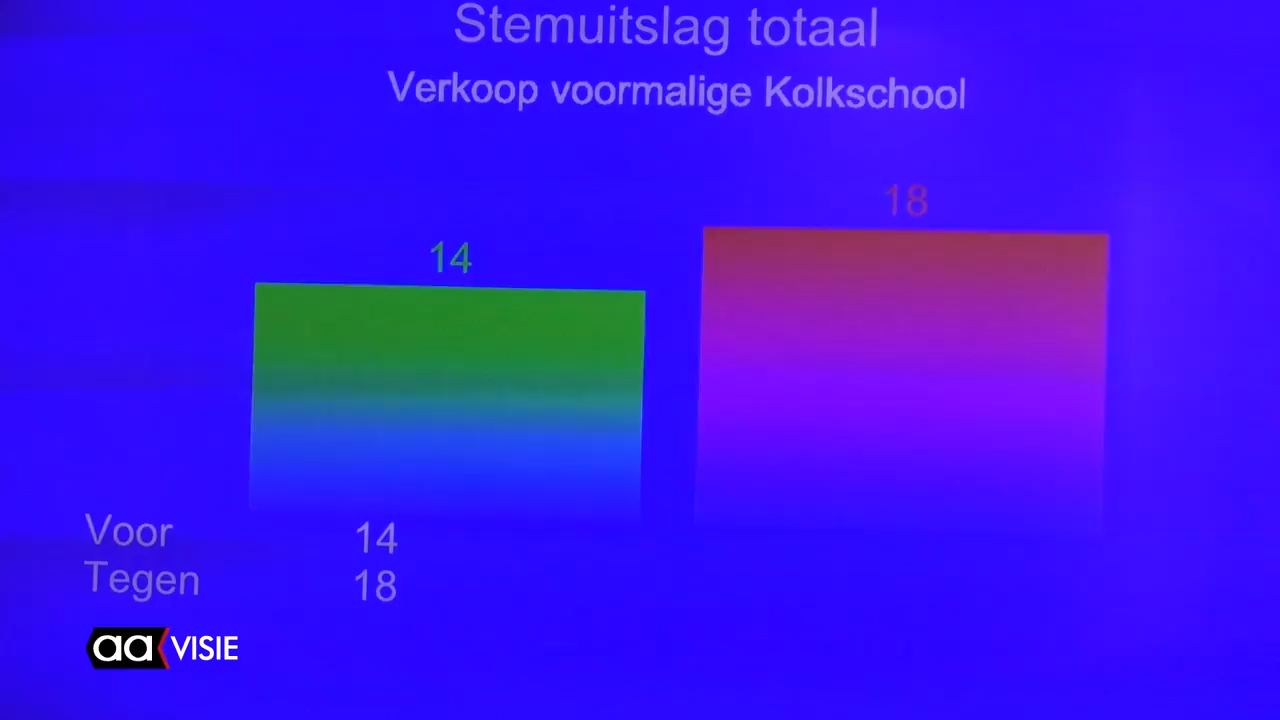 Stemuitslag totaal
Verkoop voormalige Kolkschool
18
14
Voor 14
Tegen 18
aa VISIE